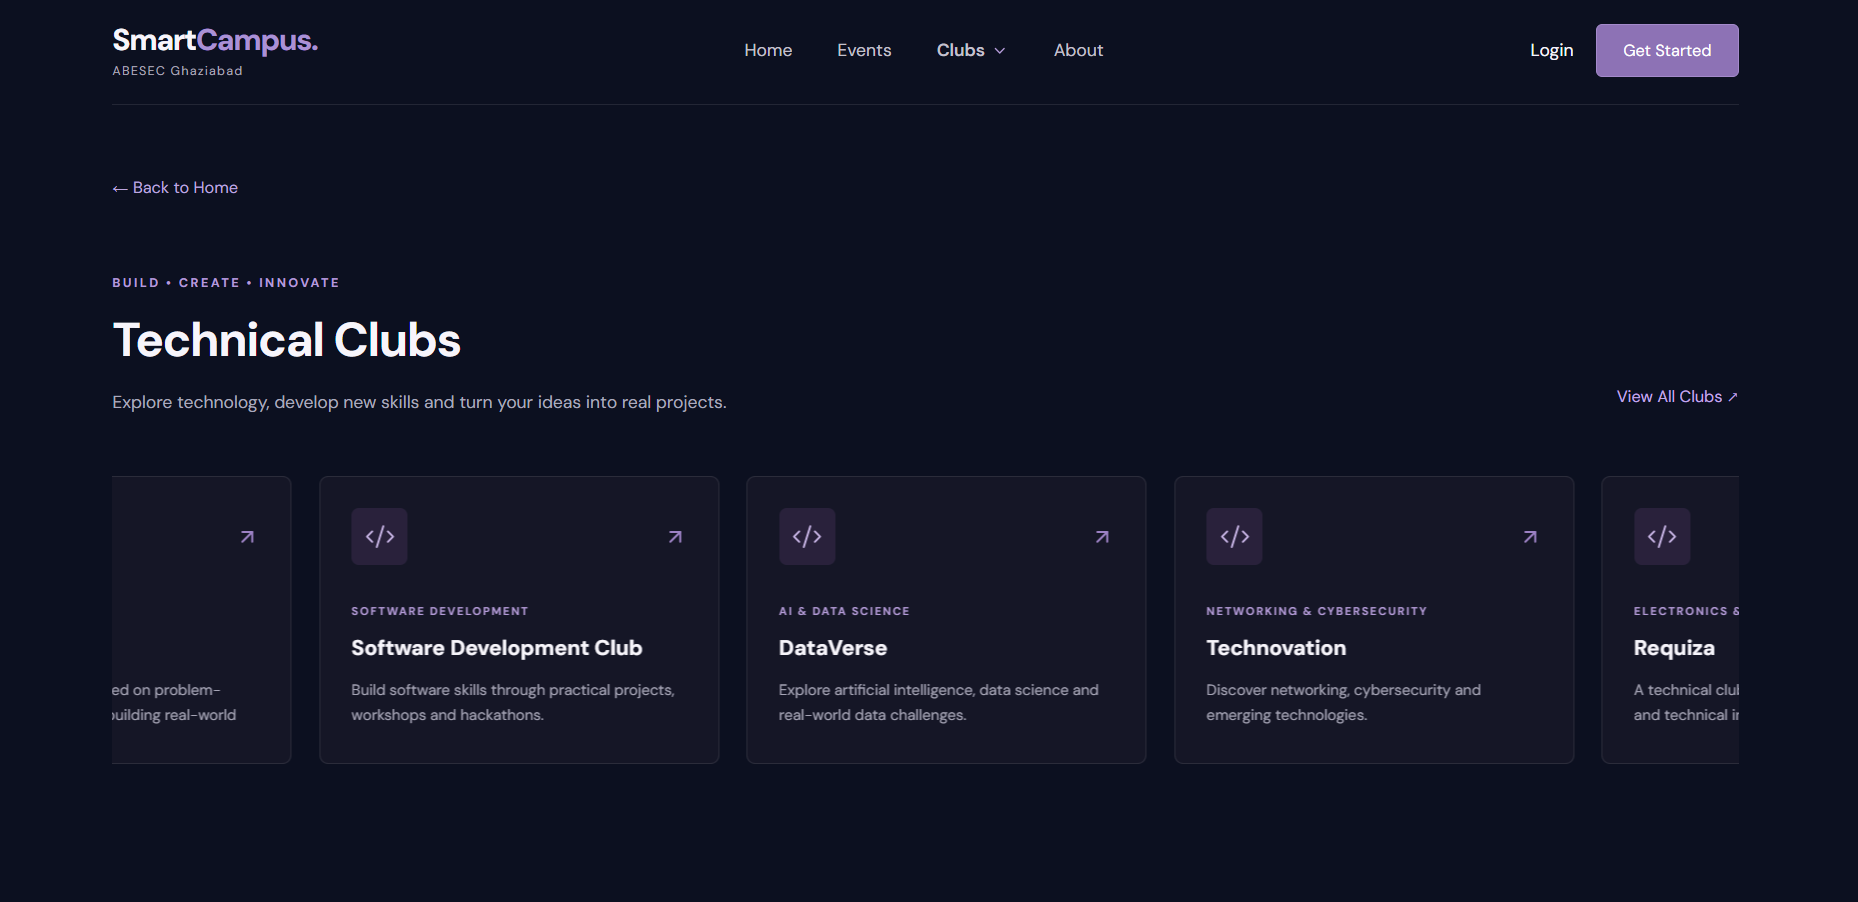 SmartCampus.
ABESEC Ghaziabad
Home
Events
Clubs
About
Login
Get Started
← Back to Home
BUILD • CREATE • INNOVATE
Technical Clubs
Explore technology, develop new skills and turn your ideas into real projects.
View All Clubs ↗
ed on problem-
uilding real-world
</>
SOFTWARE DEVELOPMENT
Software Development Club
Build software skills through practical projects,
workshops and hackathons.
</>
AI & DATA SCIENCE
DataVerse
Explore artificial intelligence, data science and
real-world data challenges.
</>
NETWORKING & CYBERSECURITY
Technovation
Discover networking, cybersecurity and
emerging technologies.
</>
ELECTRONICS &
Requiza
A technical clu
and technical i